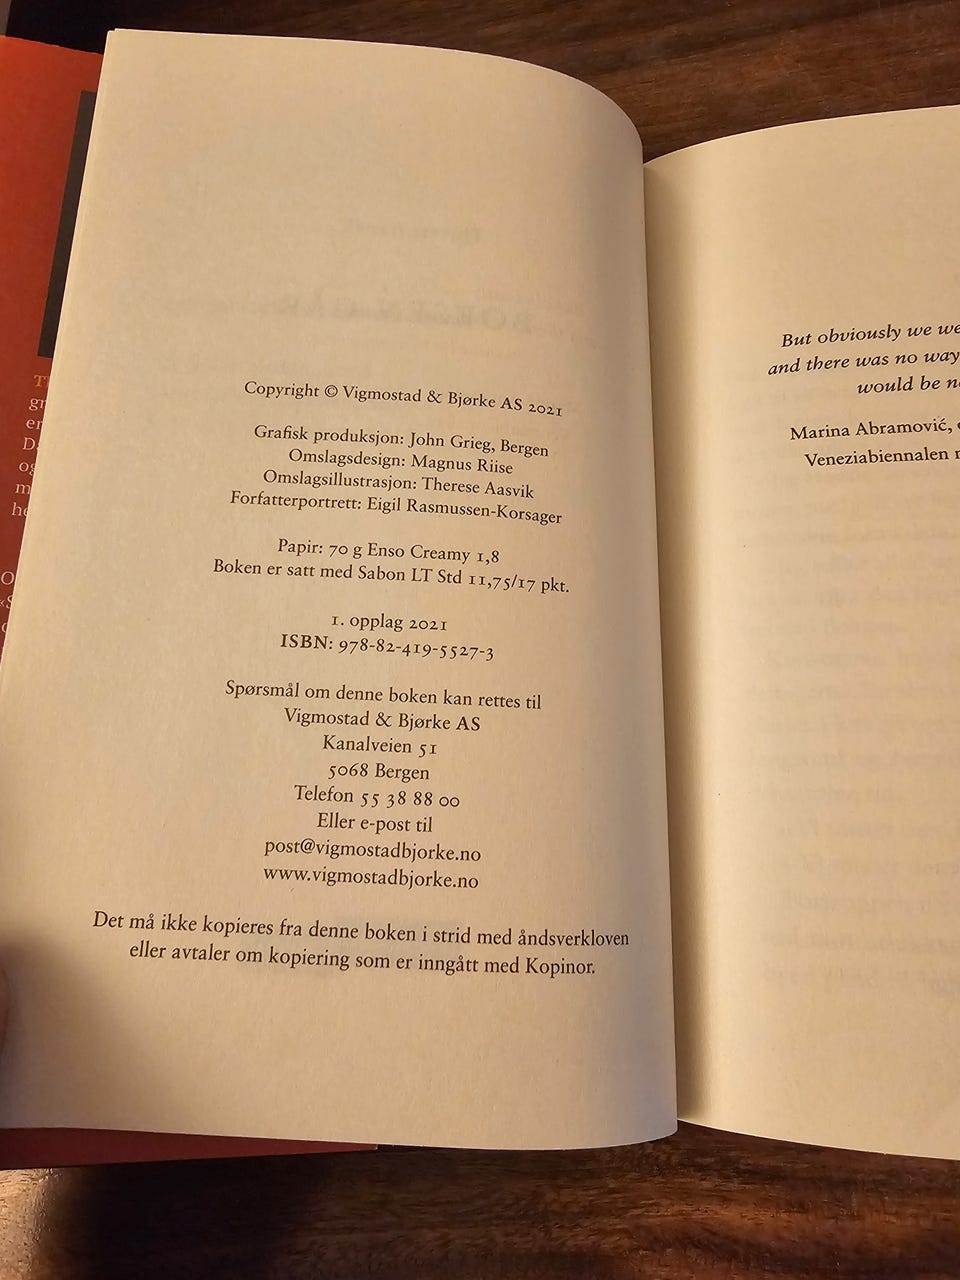 Copyright © Vigmostad & Bjørke AS 2021
Grafisk produksjon: John Grieg, Bergen
Omslagsdesign: Magnus Riise
Omslagsillustrasjon: Therese Aasvik
Forfatterportrett: Eigil Rasmussen-Korsager
Papir: 70 g Enso Creamy 1,8
Boken er satt med Sabon LT Std 11,75/17 pkt.
1. opplag 2021
ISBN: 978-82-419-5527-3
Spørsmål om denne boken kan rettes til
Vigmostad & Bjørke AS
Kanalveien 51
5068 Bergen
Telefon 55 38 88 00
Eller e-post til
post@vigmostadbjorke.no
www.vigmostadbjorke.no
Det må ikke kopieres fra denne boken i strid med åndsverkloven
eller avtaler om kopiering som er inngått med Kopinor.
But obviously we we
and there was no way
would be
Marina Abramović,
Veneziabiennalen